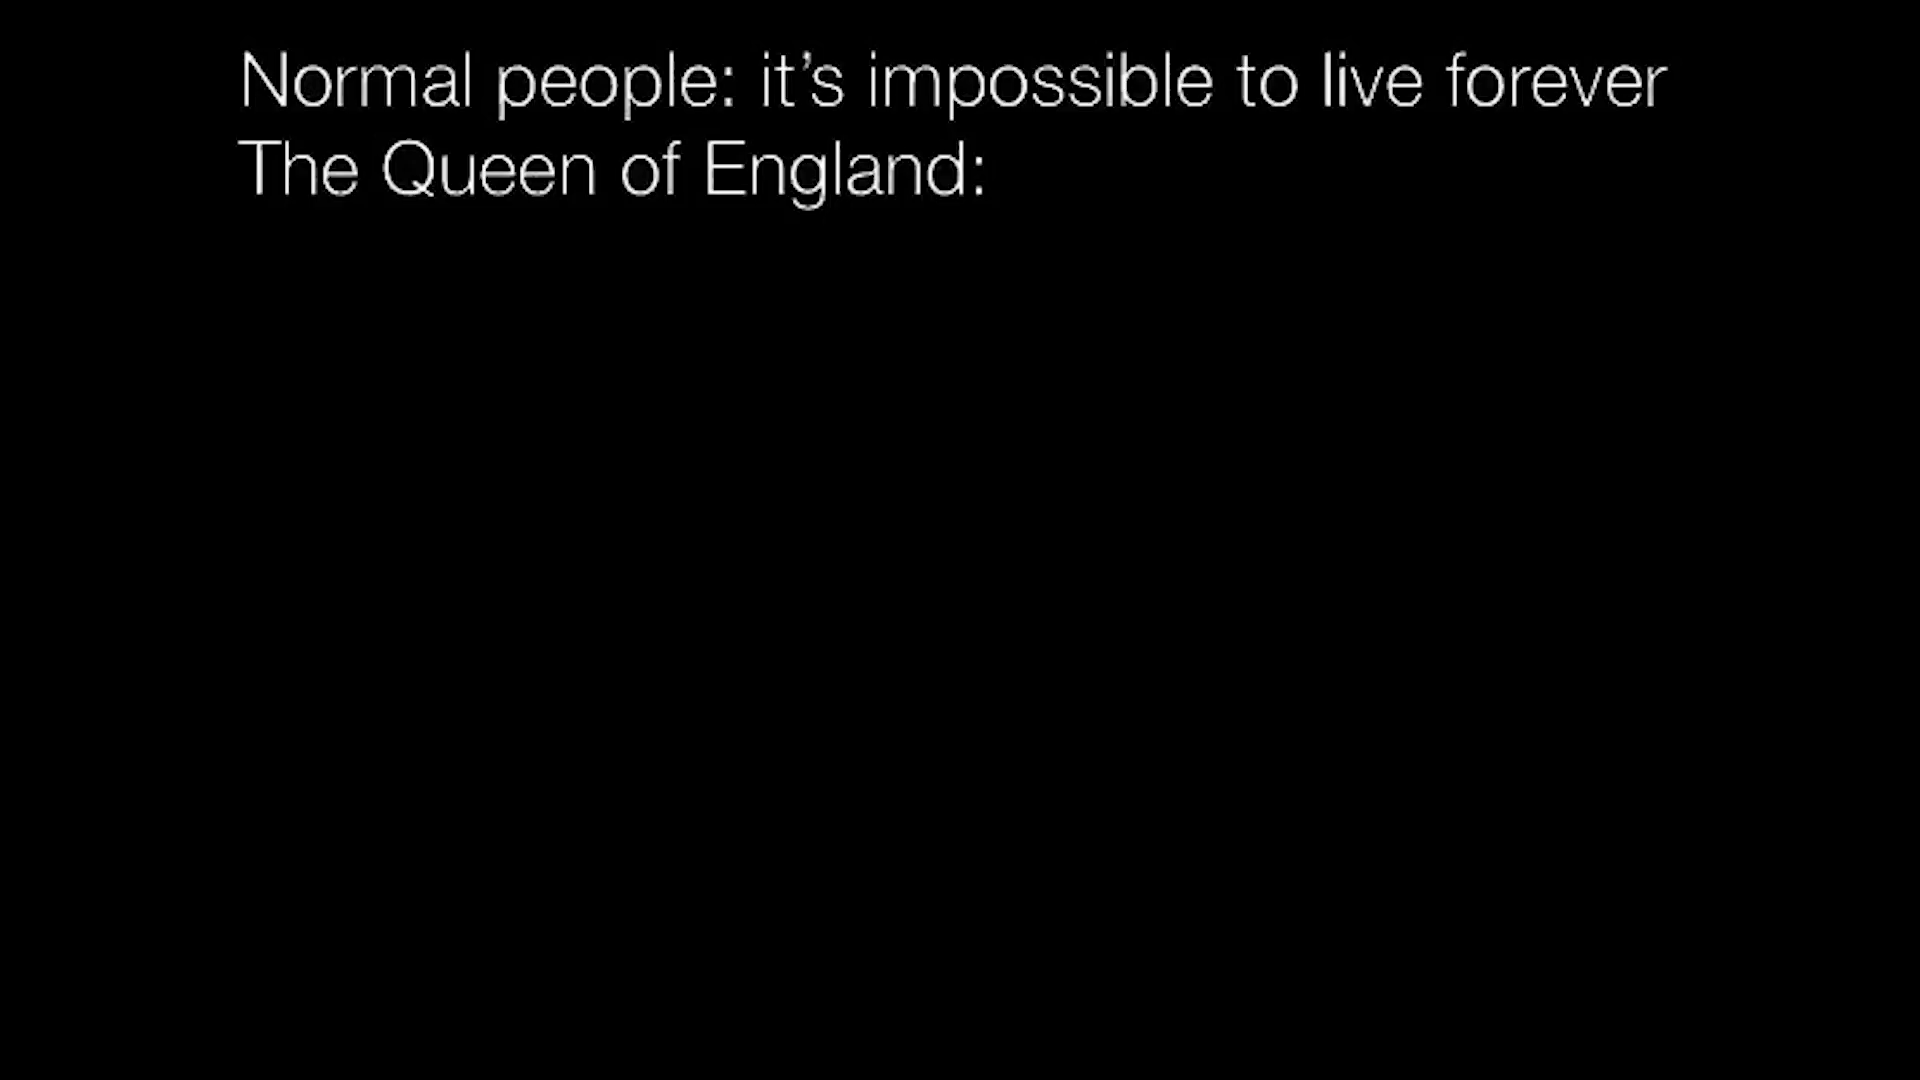 Normal people: it’s impossible to live forever
The Queen of England: